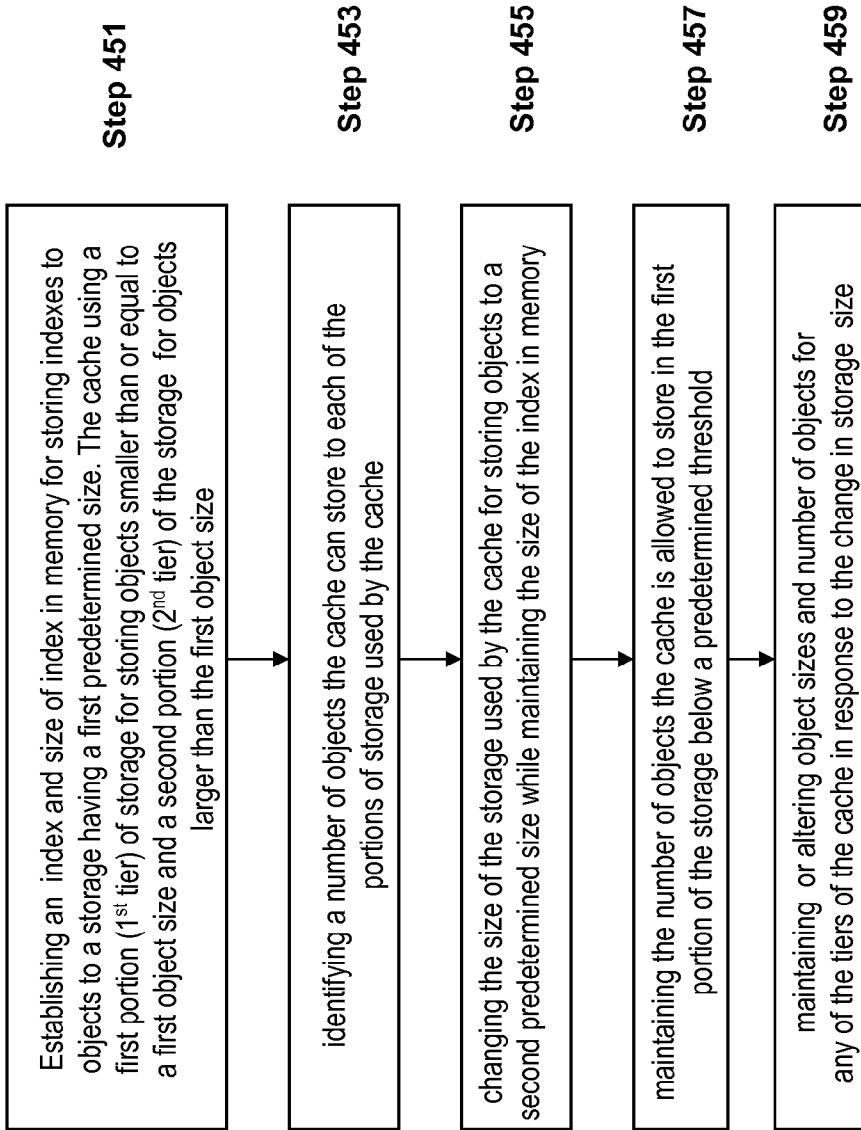 Establishing an index and size of index in memory for storing indexes to
objects to a storage having a first predetermined size. The cache using a
first portion (1st tier) of storage for storing objects smaller than or equal to
a first object size and a second portion (2nd tier) of the storage for objects
larger than the first object size
Step 451
identifying a number of objects the cache can store to each of the
portions of storage used by the cache
Step 453
changing the size of the storage used by the cache for storing objects to a
second predetermined size while maintaining the size of the index in memory
Step 455
maintaining the number of objects the cache is allowed to store in the first
portion of the storage below a predetermined threshold
Step 457
maintaining or altering object sizes and number of objects for
any of the tiers of the cache in response to the change in storage size
Step 459